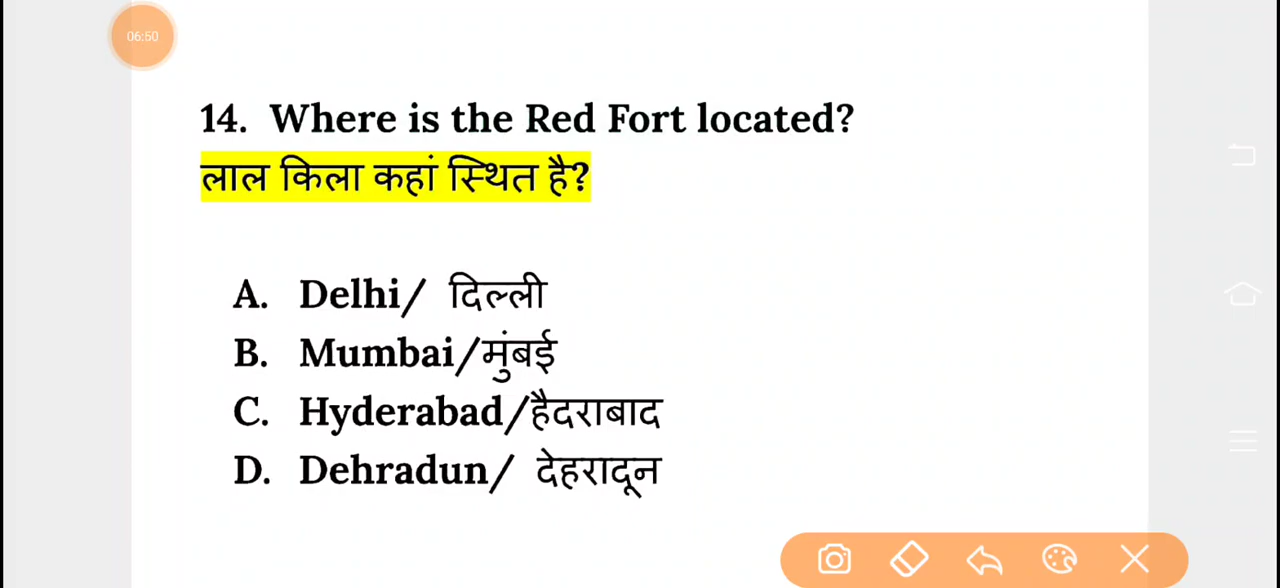 06:50
14. Where is the Red Fort located?
लाल किला कहां स्थित है?
A. Delhi/ दिल्ली
B. Mumbai/मुंबई
C. Hyderabad/हैदराबाद
D. Dehradun/ देहरादून